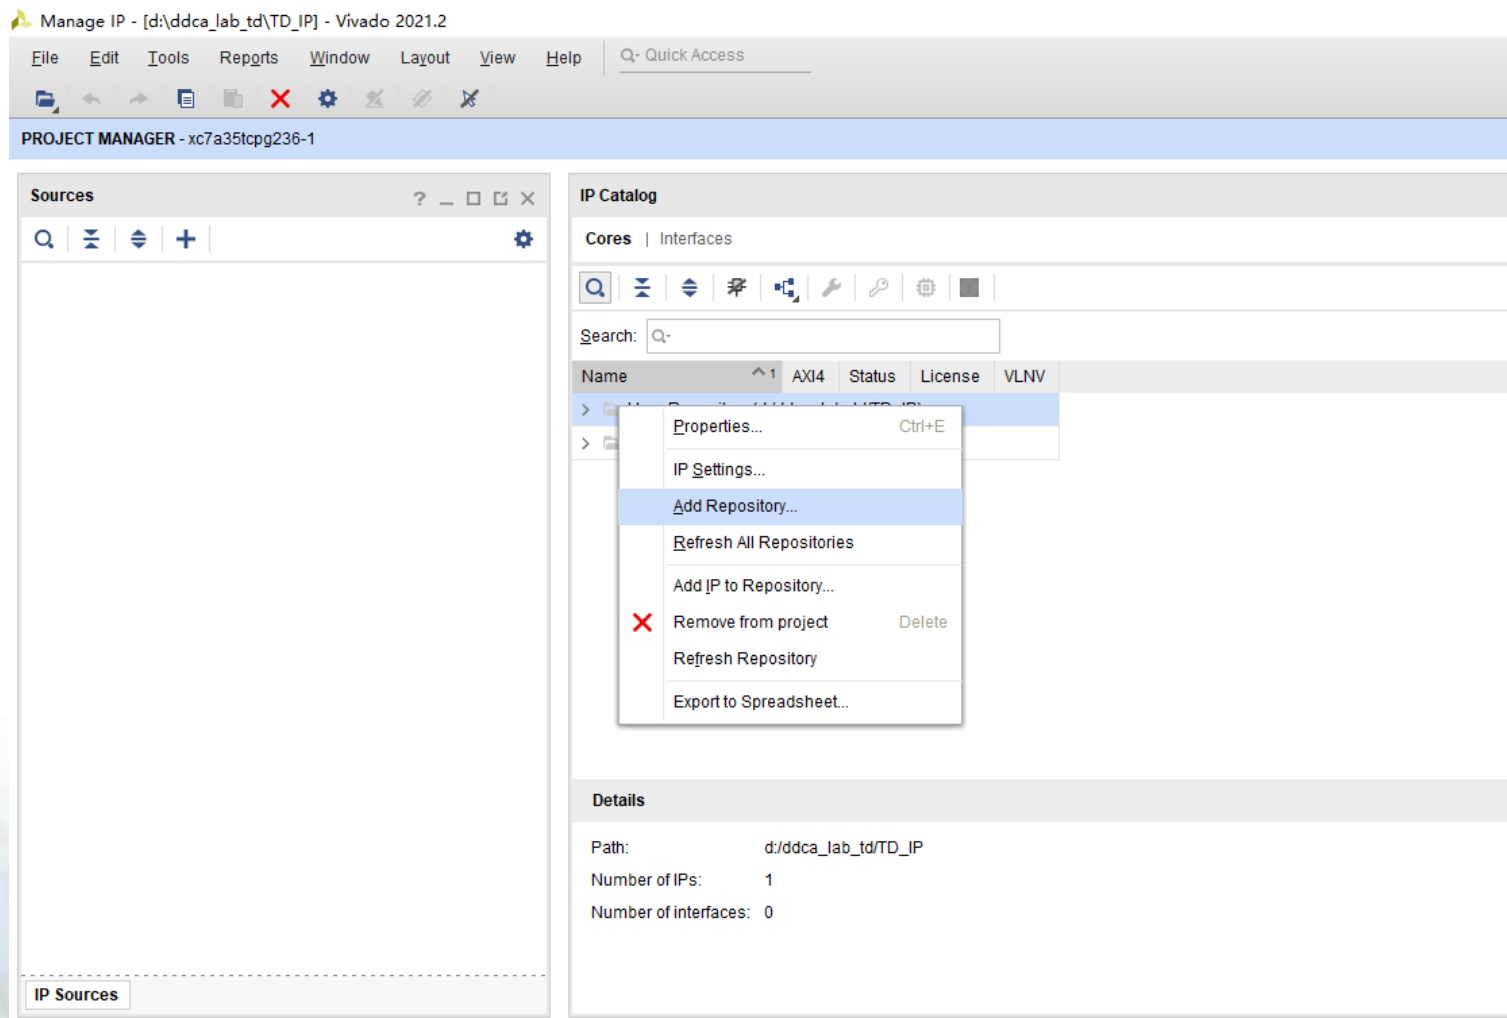 Manage IP - [d:\ddca_lab_td\TD_IP] - Vivado 2021.2
File Edit Tools Reports Window Layout View Help Quick Access
PROJECT MANAGER - xc7a35tcpg236-1
Sources
IP Catalog
Cores | Interfaces
Search:
Name 1 AXI4 Status License VLNV
Properties... Ctrl+E
IP Settings...
Add Repository...
Refresh All Repositories
Add IP to Repository...
Remove from project Delete
Refresh Repository
Export to Spreadsheet...
Details
Path: d:/ddca_lab_td/TD_IP
Number of IPs: 1
Number of interfaces: 0
IP Sources